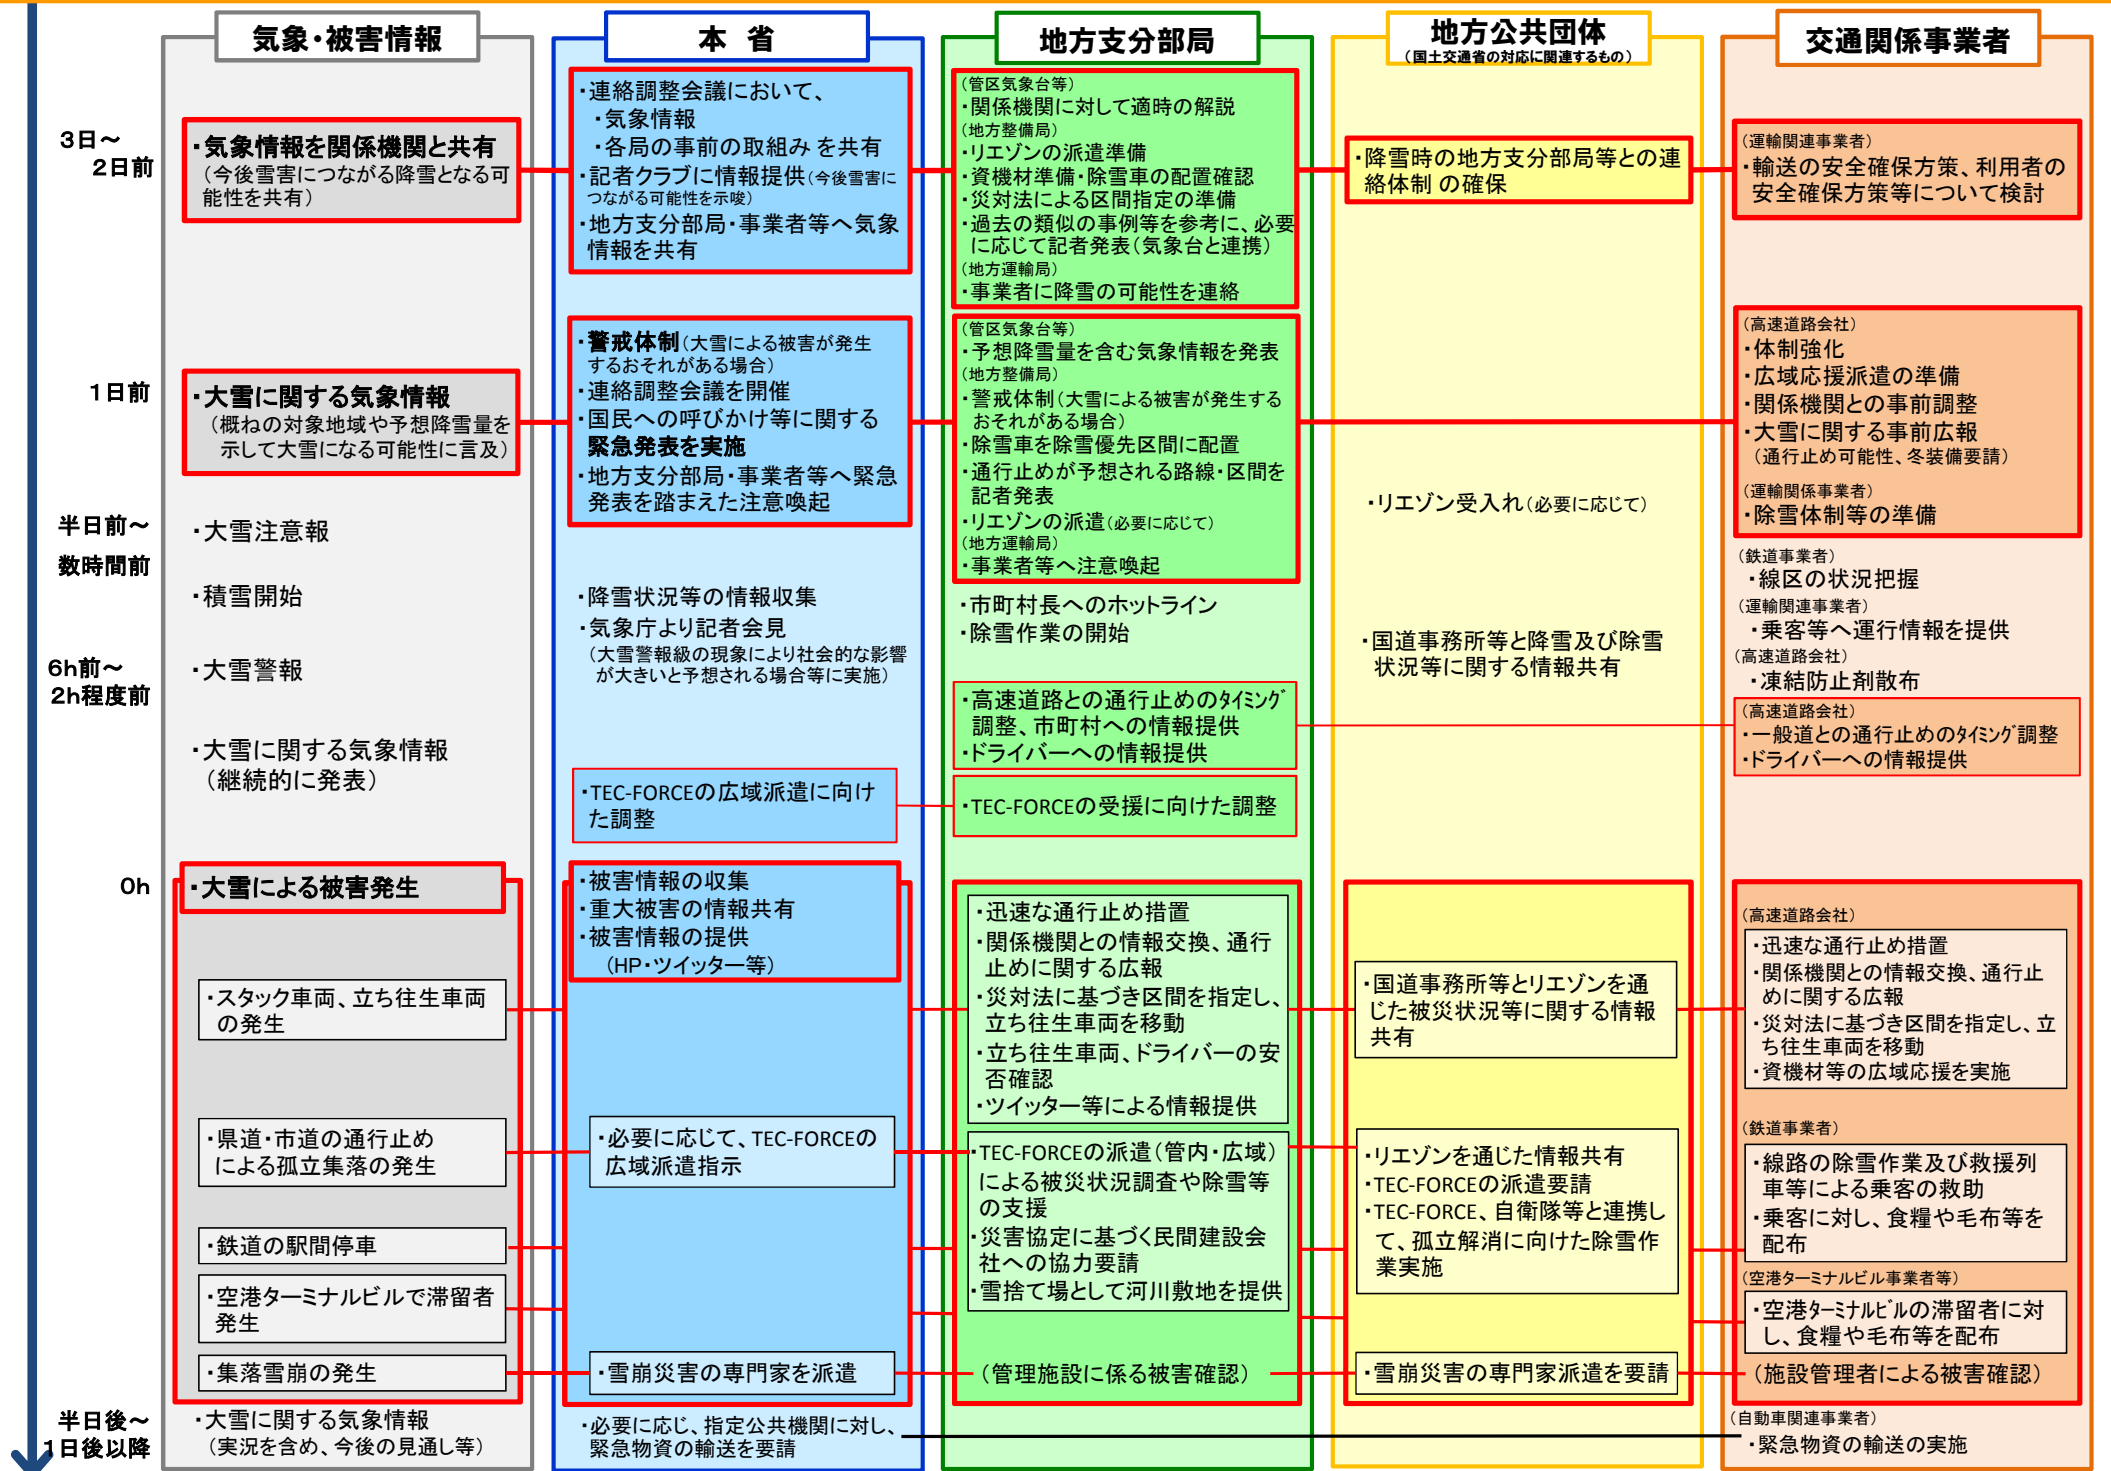 気象・被害情報
本 省
地方支分部局
地方公共団体
（国土交通省の対応に関連するもの）
交通関係事業者
3日～
2日前
1日前
半日前～
数時間前
6h前～
2h程度前
0h
半日後～
1日後以降
・気象情報を関係機関と共有
（今後雪害につながる降雪となる可
能性を共有）
・大雪に関する気象情報
（概ねの対象地域や予想降雪量を
示して大雪になる可能性に言及）
・大雪注意報
・積雪開始
・大雪警報
・大雪に関する気象情報
（継続的に発表）
・大雪による被害発生
・スタック車両、立ち往生車両
の発生
・県道・市道の通行止め
による孤立集落の発生
・鉄道の駅間停車
・空港ターミナルビルで滞留者
発生
・集落雪崩の発生
・大雪に関する気象情報
（実況を含め、今後の見通し等）
・連絡調整会議において、
・気象情報
・各局の事前の取組み を共有
・記者クラブに情報提供（今後雪害に
つながる可能性を示唆）
・地方支分部局・事業者等へ気象
情報を共有
・警戒体制（大雪による被害が発生
するおそれがある場合）
・連絡調整会議を開催
・国民への呼びかけ等に関する
緊急発表を実施
・地方支分部局・事業者等へ緊急
発表を踏まえた注意喚起
・降雪状況等の情報収集
・気象庁より記者会見
（大雪警報級の現象により社会的な影響
が大きいと予想される場合等に実施）
・TEC-FORCEの広域派遣に向け
た調整
・被害情報の収集
・重大被害の情報共有
・被害情報の提供
（HP・ツイッター等）
・必要に応じて、TEC-FORCEの
広域派遣指示
・雪崩災害の専門家を派遣
・必要に応じ、指定公共機関に対し、
緊急物資の輸送を要請
（管区気象台等）
・関係機関に対して適時の解説
（地方整備局）
・リエゾンの派遣準備
・資機材準備・除雪車の配置確認
・災対法による区間指定の準備
・過去の類似の事例等を参考に、必要
に応じて記者発表（気象台と連携）
（地方運輸局）
・事業者に降雪の可能性を連絡
（管区気象台等）
・予想降雪量を含む気象情報を発表
（地方整備局）
・警戒体制（大雪による被害が発生する
おそれがある場合）
・除雪車を除雪優先区間に配置
・通行止めが予想される路線・区間を
記者発表
・リエゾンの派遣（必要に応じて）
（地方運輸局）
・事業者等へ注意喚起
・市町村長へのホットライン
・除雪作業の開始
・高速道路との通行止めのﾀｲﾐﾝｸﾞ
調整、市町村への情報提供
・ドライバーへの情報提供
・TEC-FORCEの受援に向けた調整
・迅速な通行止め措置
・関係機関との情報交換、通行
止めに関する広報
・災対法に基づき区間を指定し、
立ち往生車両を移動
・立ち往生車両、ドライバーの安
否確認
・ツイッター等による情報提供
・TEC-FORCEの派遣（管内・広域）
による被災状況調査や除雪等
の支援
・災害協定に基づく民間建設会
社への協力要請
・雪捨て場として河川敷地を提供
（管理施設に係る被害確認）
・降雪時の地方支分部局等との連
絡体制 の確保
・リエゾン受入れ（必要に応じて）
・国道事務所等と降雪及び除雪
状況等に関する情報共有
・国道事務所等とリエゾンを通
じた被災状況等に関する情報
共有
・リエゾンを通じた情報共有
・TEC-FORCEの派遣要請
・TEC-FORCE、自衛隊等と連携し
て、孤立解消に向けた除雪作
業実施
・雪崩災害の専門家派遣を要請
（運輸関連事業者）
・輸送の安全確保方策、利用者の
安全確保方策等について検討
（高速道路会社）
・体制強化
・広域応援派遣の準備
・関係機関との事前調整
・大雪に関する事前広報
（通行止め可能性、冬装備要請）
（運輸関係事業者）
・除雪体制等の準備
（鉄道事業者）
・線区の状況把握
（運輸関連事業者）
・乗客等へ運行情報を提供
（高速道路会社）
・凍結防止剤散布
（高速道路会社）
・一般道との通行止めのﾀｲﾐﾝｸﾞ調整
・ドライバーへの情報提供
（高速道路会社）
・迅速な通行止め措置
・関係機関との情報交換、通行止
めに関する広報
・災対法に基づき区間を指定し、立
ち往生車両を移動
・資機材等の広域応援を実施
（鉄道事業者）
・線路の除雪作業及び救援列
車等による乗客の救助
・乗客に対し、食糧や毛布等を
配布
（空港ターミナルビル事業者等）
・空港ﾀｰﾐﾅﾙﾋﾞﾙの滞留者に対
し、食糧や毛布等を配布
（施設管理者による被害確認）
（自動車関連事業者）
・緊急物資の輸送の実施